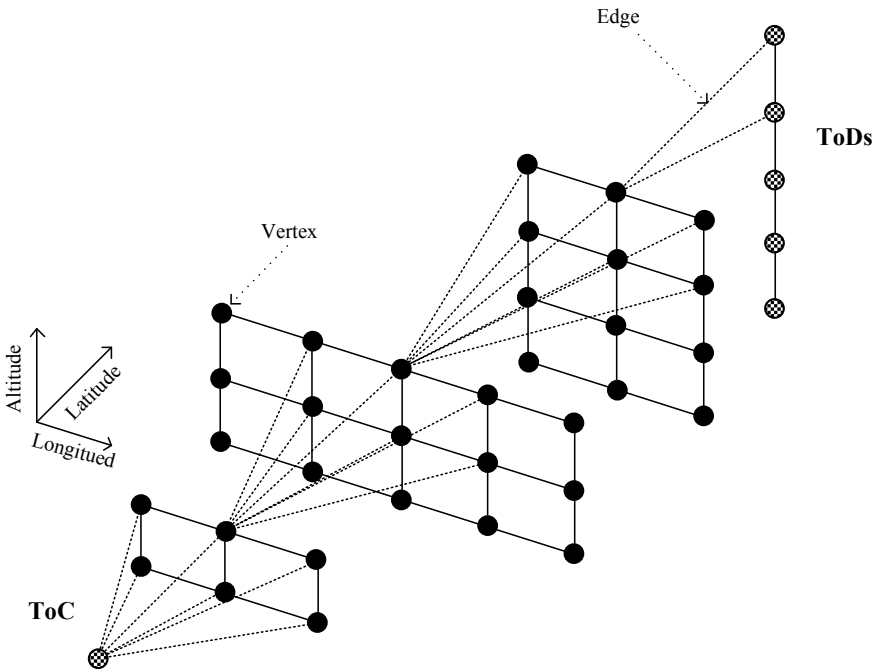 Edge
ToDs
Vertex
Altitude
Latitude
Longitued
ToC